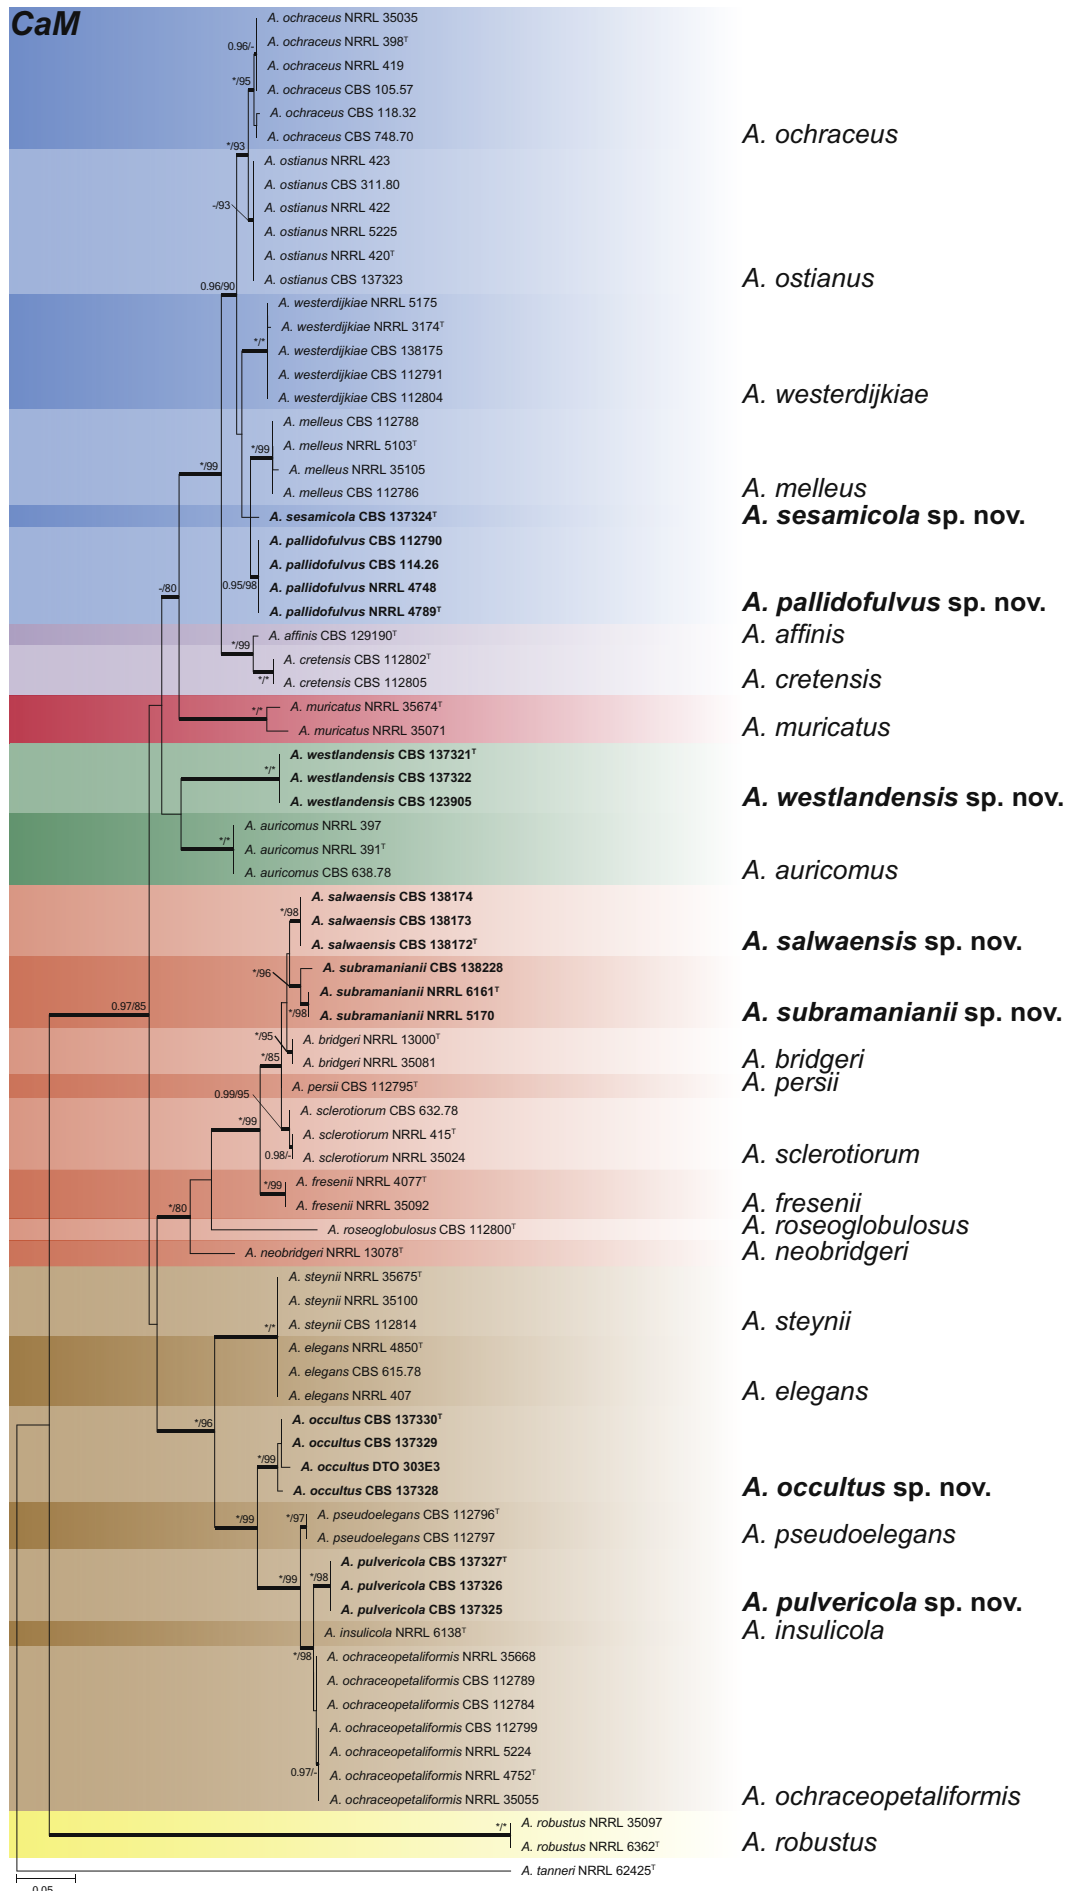 CaM
A. ochraceus NRRL 35035
A. ochraceus NRRL 398T
0.96/-
A. ochraceus NRRL 419
*/95
A. ochraceus CBS 105.57
A. ochraceus CBS 118.32
A. ochraceus CBS 748.70
A. ochraceus
*/93
A. ostianus NRRL 423
A. ostianus CBS 311.80
-/93
A. ostianus NRRL 422
A. ostianus NRRL 5225
A. ostianus NRRL 420T
A. ostianus CBS 137323
A. ostianus
0.96/90
A. westerdijkiae NRRL 5175
A. westerdijkiae NRRL 3174T
*/*
A. westerdijkiae CBS 138175
A. westerdijkiae CBS 112791
A. westerdijkiae CBS 112804
A. westerdijkiae
A. melleus CBS 112788
A. melleus NRRL 5103T
*/99
*/99
A. melleus NRRL 35105
A. melleus CBS 112786
A. melleus
A. sesamicola CBS 137324T
A. sesamicola sp. nov.
A. pallidofulvus CBS 112790
A. pallidofulvus CBS 114.26
0.95/98
A. pallidofulvus NRRL 4748
-/80
A. pallidofulvus NRRL 4789T
A. pallidofulvus sp. nov.
A. affinis CBS 129190T
A. affinis
*/99
A. cretensis CBS 112802T
*/*
A. cretensis CBS 112805
A. cretensis
A. muricatus NRRL 35674T
*/*
A. muricatus NRRL 35071
A. muricatus
A. westlandensis CBS 137321T
*/*
A. westlandensis CBS 137322
A. westlandensis CBS 123905
A. westlandensis sp. nov.
A. auricomus NRRL 397
*/*
A. auricomus NRRL 391T
A. auricomus CBS 638.78
A. auricomus
A. salwaensis CBS 138174
*/98
A. salwaensis CBS 138173
A. salwaensis CBS 138172T
A. salwaensis sp. nov.
A. subramanianii CBS 138228
*/96
A. subramanianii NRRL 6161T
*/98
A. subramanianii NRRL 5170
A. subramanianii sp. nov.
0.97/85
*/95
A. bridgeri NRRL 13000T
*/85
A. bridgeri NRRL 35081
A. bridgeri
A. persii CBS 112795T
A. persii
0.99/95
A. sclerotiorum CBS 632.78
*/99
A. sclerotiorum NRRL 415T
0.98/-
A. sclerotiorum NRRL 35024
A. sclerotiorum
A. fresenii NRRL 4077T
*/99
A. fresenii NRRL 35092
A. fresenii
*/80
A. roseoglobulosus CBS 112800T
A. roseoglobulosus
A. neobridgeri NRRL 13078T
A. neobridgeri
A. steynii NRRL 35675T
A. steynii NRRL 35100
A. steynii CBS 112814
A. steynii
*/*
A. elegans NRRL 4850T
A. elegans CBS 615.78
A. elegans NRRL 407
A. elegans
*/96
A. occultus CBS 137330T
A. occultus CBS 137329
*/99
A. occultus DTO 303E3
A. occultus CBS 137328
A. occultus sp. nov.
*/99
*/97
A. pseudoelegans CBS 112796T
A. pseudoelegans CBS 112797
A. pseudoelegans
A. pulvericola CBS 137327T
*/99
*/98
A. pulvericola CBS 137326
A. pulvericola CBS 137325
A. pulvericola sp. nov.
A. insulicola NRRL 6138T
A. insulicola
*/98
A. ochraceopetaliformis NRRL 35668
A. ochraceopetaliformis CBS 112789
A. ochraceopetaliformis CBS 112784
A. ochraceopetaliformis CBS 112799
A. ochraceopetaliformis NRRL 5224
0.97/-
A. ochraceopetaliformis NRRL 4752T
A. ochraceopetaliformis NRRL 35055
A. ochraceopetaliformis
*/*
A. robustus NRRL 35097
A. robustus NRRL 6362T
A. robustus
A. tanneri NRRL 62425T
0.05